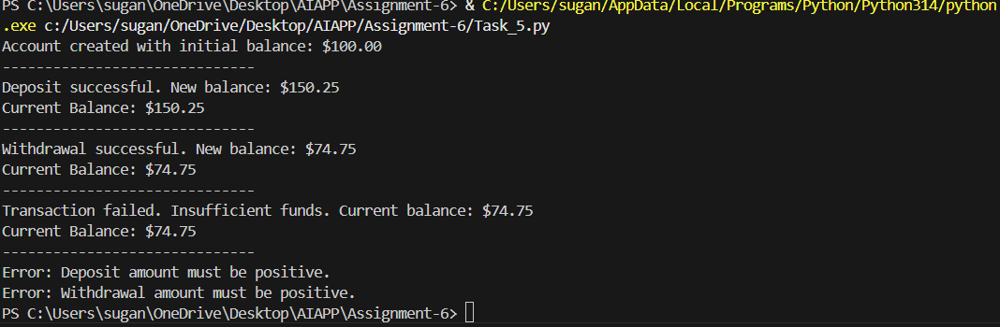 PS C:\Users\sugan\OneDrive\Desktop\AIAPP\Assignment-6> & C:/Users/sugan/AppData/Local/Programs/Python/Python314/python
.exe c:/Users/sugan/OneDrive/Desktop/AIAPP/Assignment-6/Task_5.py
Account created with initial balance: $100.00
------------------------------
Deposit successful. New balance: $150.25
Current Balance: $150.25
------------------------------
Withdrawal successful. New balance: $74.75
Current Balance: $74.75
------------------------------
Transaction failed. Insufficient funds. Current balance: $74.75
Current Balance: $74.75
------------------------------
Error: Deposit amount must be positive.
Error: Withdrawal amount must be positive.
PS C:\Users\sugan\OneDrive\Desktop\AIAPP\Assignment-6>